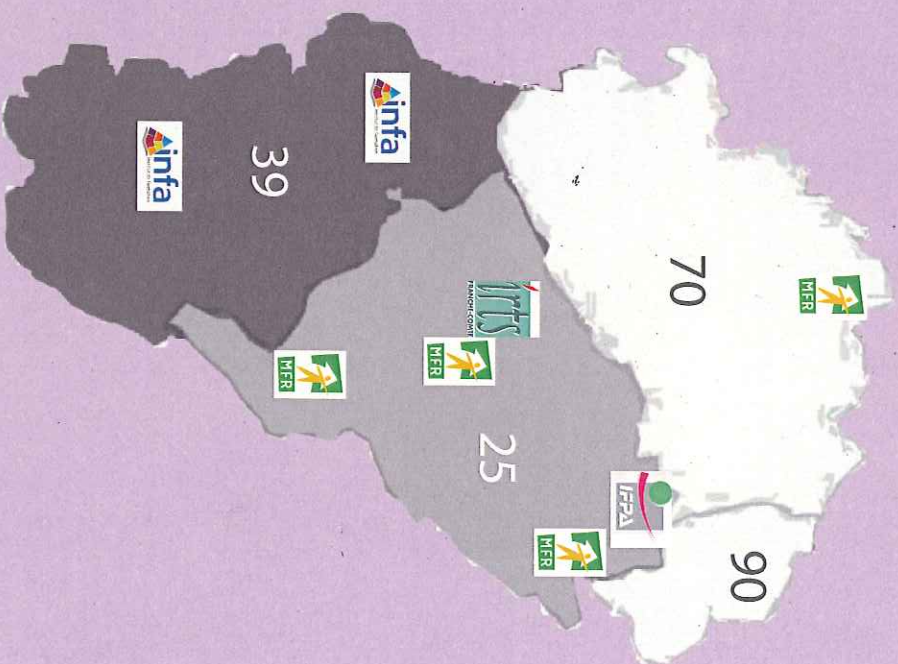 MFR
infa
70
39
infa
irts
FRANCHE-COMTÉ
MFR
MFR
25
IFPA
MFR
90